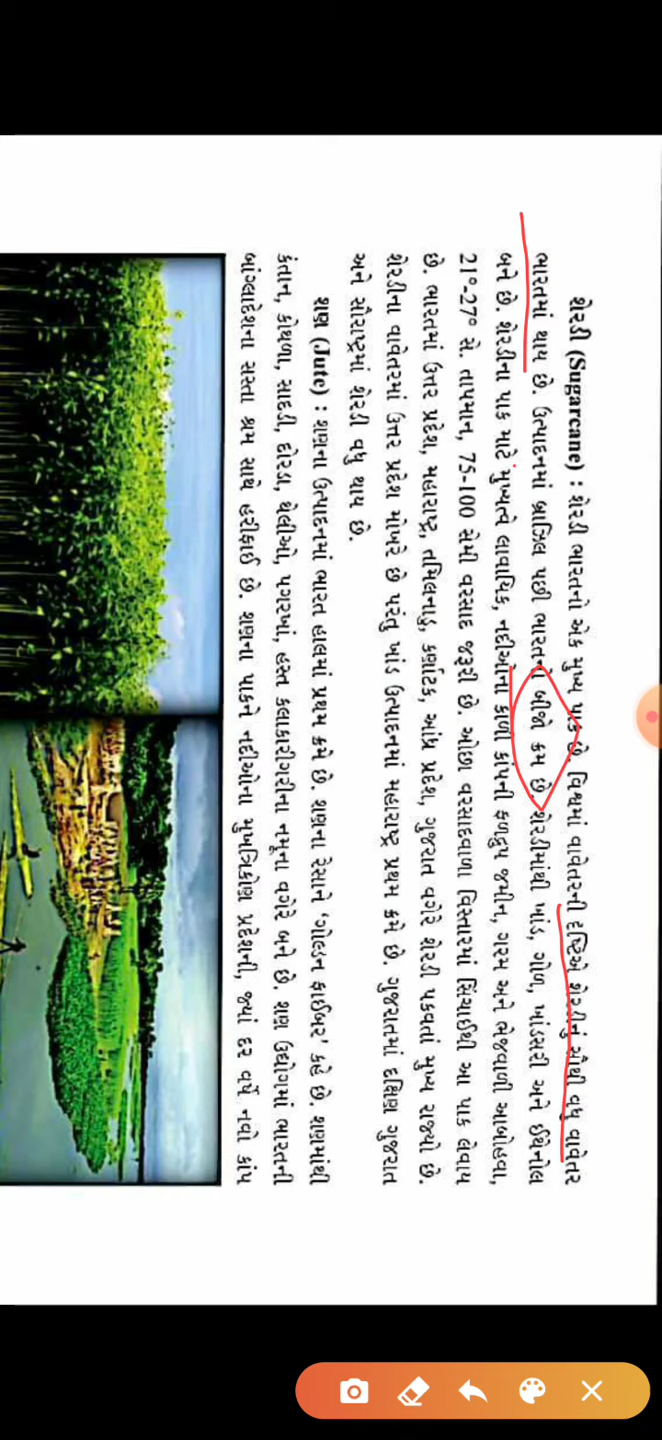 શેરડી (Sugarcane) : શેરડી ભારતનો એક મુખ્ય પાક છે. વિશ્વમાં વાવેતરની દૃષ્ટિએ શેરડીનું સૌથી વધુ વાવેતર
ભારતમાં થાય છે. ઉત્પાદનમાં બ્રાઝિલ પછી ભારતનો બીજો ક્રમ છે. શેરડીમાંથી ખાંડ, ગોળ, ખાંડસરી અને ઈથેનોલ
બને છે. શેરડીના પાક માટે મુખ્યત્વે લાવાયિક, નદીઓના કાળી કાંપની ફળદ્રુપ જમીન, ગરમ અને ભેજવાળી આબોહવા,
21°-27° સે. તાપમાન, 75-100 સેમી વરસાદ જરૂરી છે. ઓછા વરસાદવાળા વિસ્તારમાં સિંચાઈથી આ પાક લેવાય
છે. ભારતમાં ઉત્તર પ્રદેશ, મહારાષ્ટ્ર, તમિલનાડુ, કર્ણાટક, આંધ્ર પ્રદેશ, ગુજરાત વગેરે શેરડી પકવતાં મુખ્ય રાજ્યો છે.
શેરડીના વાવેતરમાં ઉત્તર પ્રદેશ મોખરે છે પરંતુ ખાંડ ઉત્પાદનમાં મહારાષ્ટ્ર પ્રથમ ક્રમે છે. ગુજરાતમાં દક્ષિણ ગુજરાત
અને સૌરાષ્ટ્રમાં શેરડી વધુ થાય છે.
શણ (Jute) : શણના ઉત્પાદનમાં ભારત હાલમાં પ્રથમ ક્રમે છે. શણના રેસાને 'ગોલ્ડન ફાઈબર' કહે છે. શણમાંથી
કંતાન, કોથળા, સાદડી, દોરડા, થેલીઓ, પગરખાં, હસ્ત કલાકારીગરીના નમૂના વગેરે બને છે. શણ ઉદ્યોગમાં ભારતની
બાંગ્લાદેશના સસ્તા શ્રમ સાથે હરીફાઈ છે. શણના પાકને નદીઓના મુખત્રિકોણ પ્રદેશની, જ્યાં દર વર્ષે નવો કાંપ